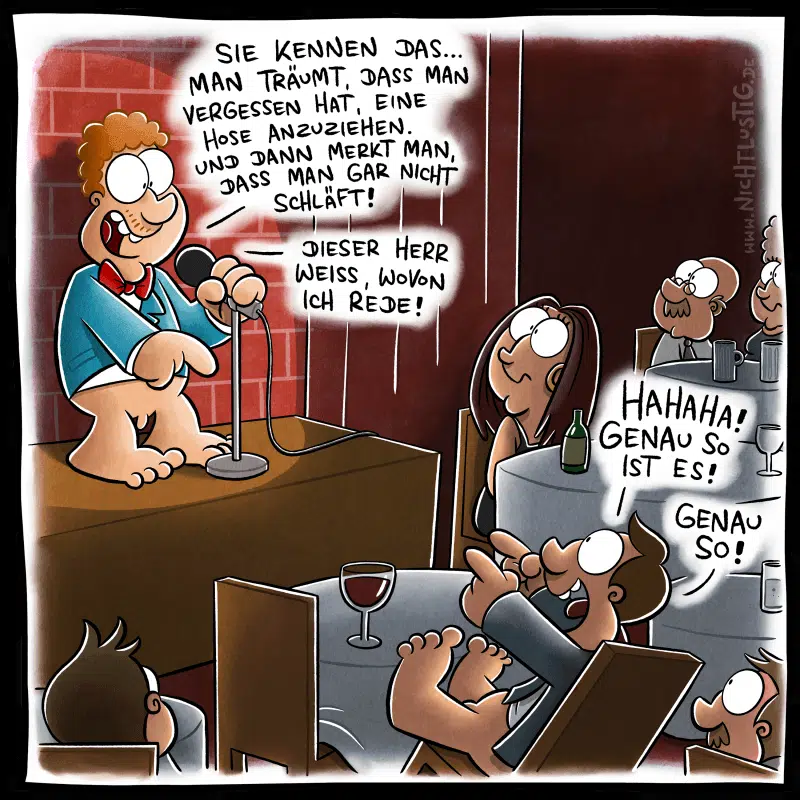 SIE KENNEN DAS...
MAN TRÄUMT, DASS MAN
VERGESSEN HAT, EINE
HOSE ANZUZIEHEN.
UND DANN MERKT MAN,
DASS MAN GAR NICHT
SCHLÄFT!
DIESER HERR
WEISS, WOVON
ICH REDE!
HAHAHA!
GENAU SO
IST ES!
GENAU
SO!
www.NICHTLUSTIG.DE